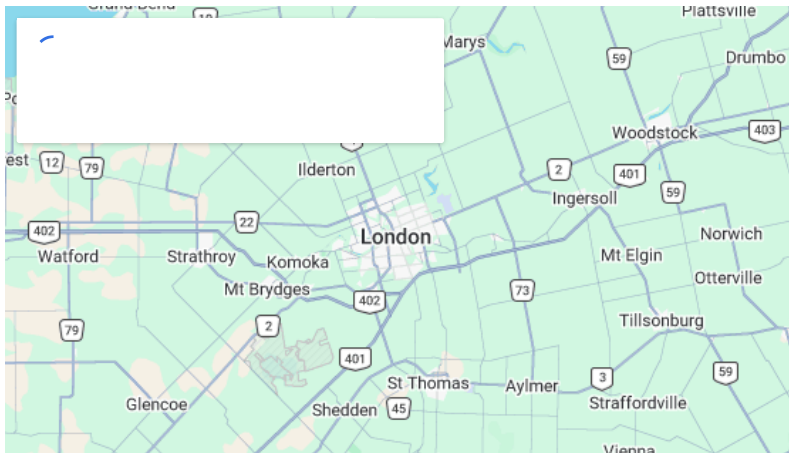 Grand Bend
Plattsville
19
Marys
59
Drumbo
Woodstock
403
12
79
Ilderton
2
401
59
Ingersoll
402
22
London
Norwich
Watford
Strathroy
Komoka
Mt Elgin
Otterville
Mt Brydges
402
73
79
2
Tillsonburg
401
3
59
St Thomas
Aylmer
Glencoe
Shedden
45
Straffordville
Vienna